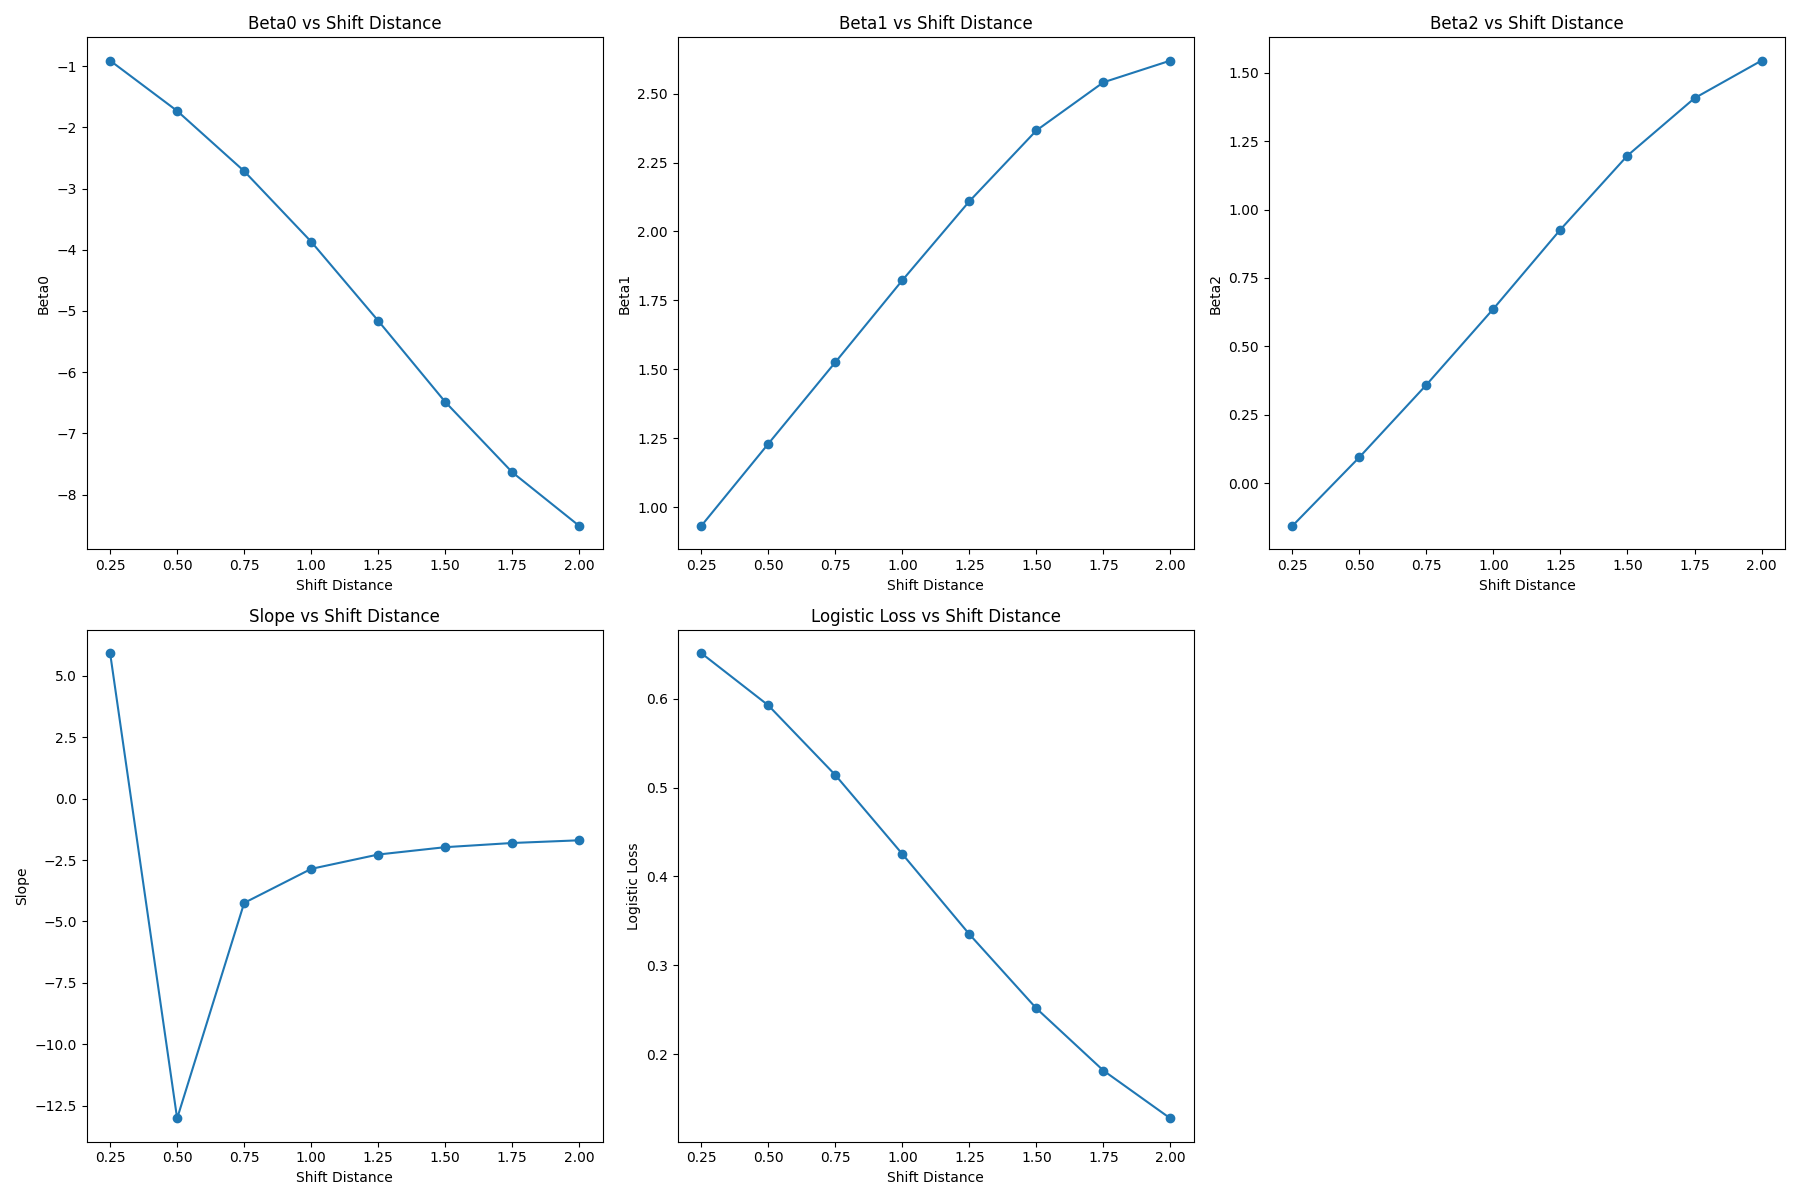 Beta0 vs Shift Distance
Beta0
−1
−2
−3
−4
−5
−6
−7
−8
0.25 0.50 0.75 1.00 1.25 1.50 1.75 2.00
Shift Distance
Beta1 vs Shift Distance
Beta1
2.50
2.25
2.00
1.75
1.50
1.25
1.00
0.25 0.50 0.75 1.00 1.25 1.50 1.75 2.00
Shift Distance
Beta2 vs Shift Distance
Beta2
1.50
1.25
1.00
0.75
0.50
0.25
0.00
0.25 0.50 0.75 1.00 1.25 1.50 1.75 2.00
Shift Distance
Slope vs Shift Distance
Slope
5.0
2.5
0.0
−2.5
−5.0
−7.5
−10.0
−12.5
0.25 0.50 0.75 1.00 1.25 1.50 1.75 2.00
Shift Distance
Logistic Loss vs Shift Distance
Logistic Loss
0.6
0.5
0.4
0.3
0.2
0.25 0.50 0.75 1.00 1.25 1.50 1.75 2.00
Shift Distance